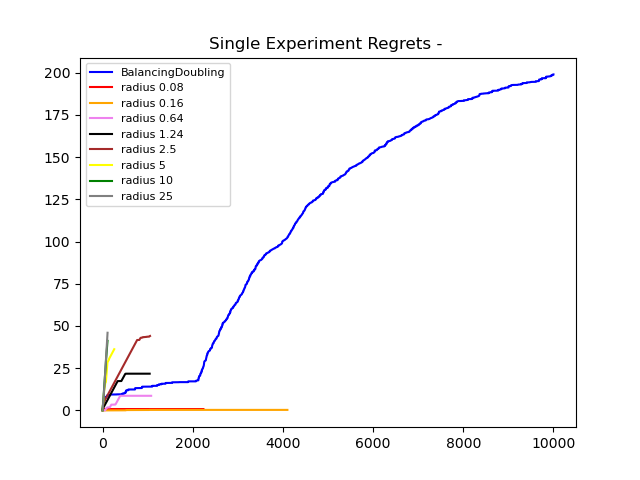 Single Experiment Regrets -
200
175
150
125
100
75
50
25
0
BalancingDoubling
radius 0.08
radius 0.16
radius 0.64
radius 1.24
radius 2.5
radius 5
radius 10
radius 25
0 2000 4000 6000 8000 10000